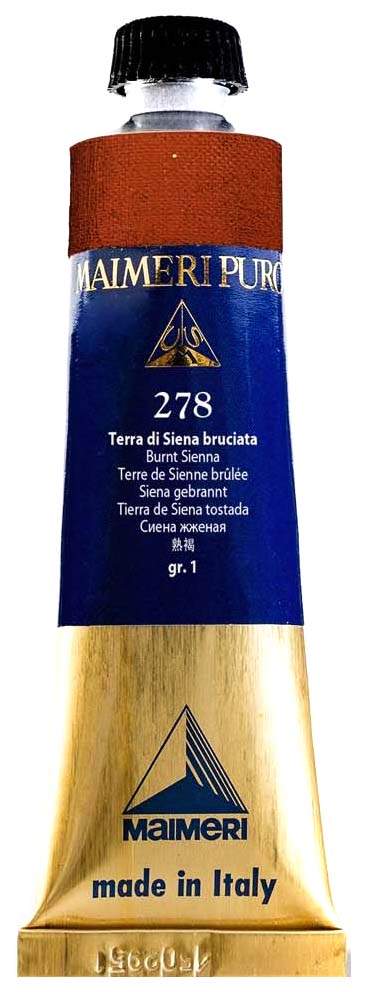 MAIMERI PURO
278
Terra di Siena bruciata
Burnt Sienna
Terre de Sienne brûlée
Siena gebrannt
Tierra de Siena tostada
Сиена жженая
熟褐
gr. 1
MAIMERI
made in Italy